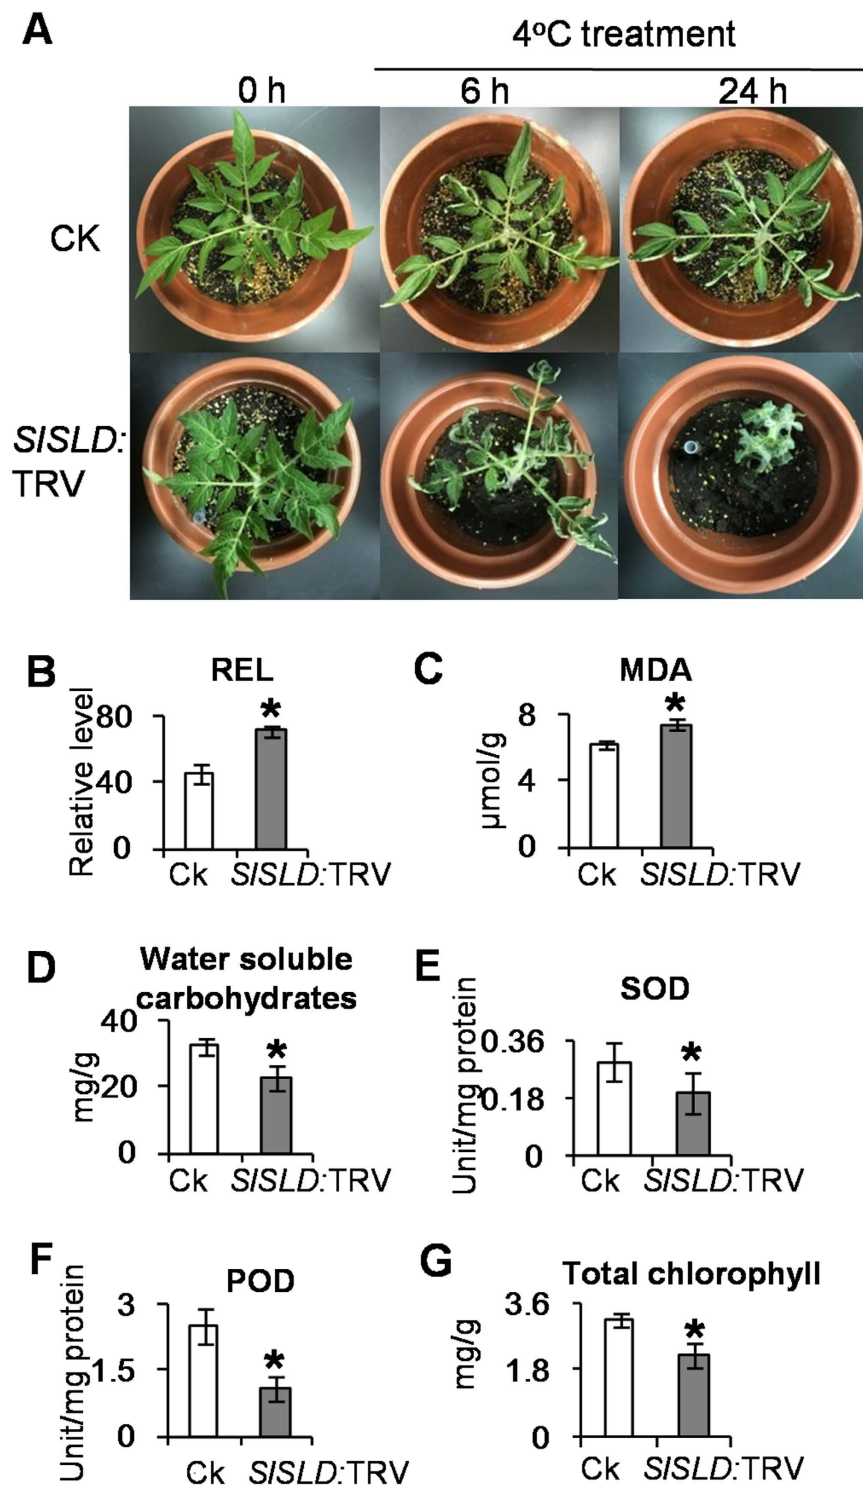 A
4°C treatment
0 h 6 h 24 h
CK
SlSLD:
TRV
B REL
Relative level
80
40
0
Ck SlSLD:TRV
*
C MDA
µmol/g
8
4
0
Ck SlSLD:TRV
*
D Water soluble
carbohydrates
mg/g
40
20
0
Ck SlSLD:TRV
*
E SOD
Unit/mg protein
0.36
0.18
0
Ck SlSLD:TRV
*
F POD
Unit/mg protein
3
1.5
0
Ck SlSLD:TRV
*
G Total chlorophyll
mg/g
3.6
1.8
0
Ck SlSLD:TRV
*